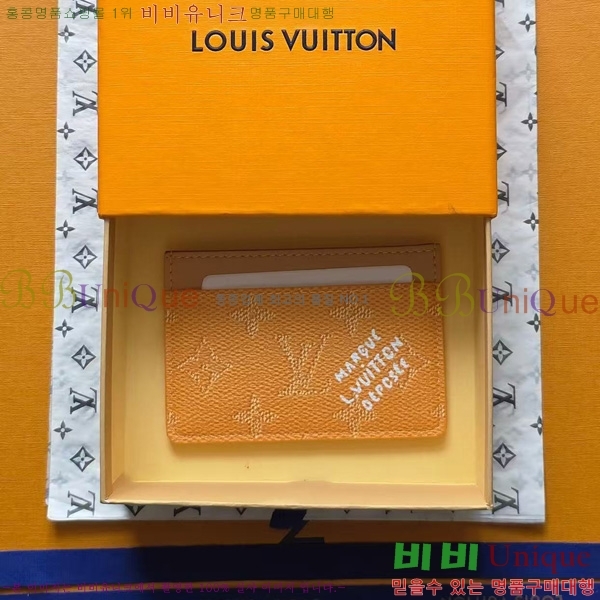 홍콩명품쇼핑몰 1위 비비유니크명품구매대행
LOUIS VUITTON
BBUniQue BBUniQue
MARQUE
L.VUITTON
DÉPOSÉE
비비 Unique
100%
믿을수 있는 명품구매대행